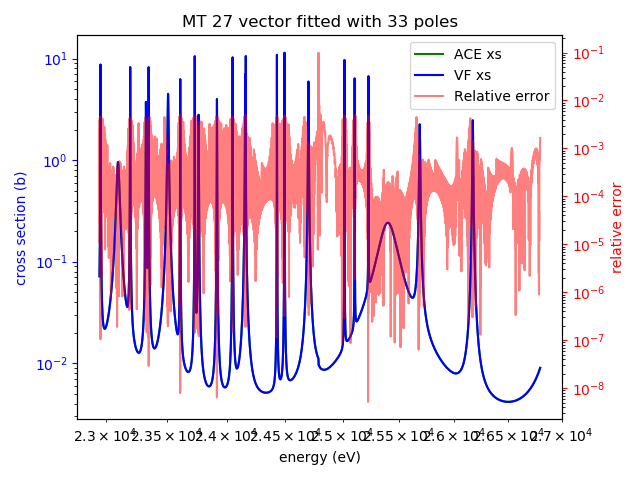 MT 27 vector fitted with 33 poles
ACE xs
VF xs
Relative error
10¹
10⁰
10⁻¹
10⁻²
cross section (b)
10⁻¹
10⁻²
10⁻³
10⁻⁴
10⁻⁵
10⁻⁶
10⁻⁷
10⁻⁸
relative error
2.3 × 10⁴ 2.35 × 10⁴ 2.4 × 10⁴ 2.45 × 10⁴ 2.5 × 10⁴ 2.55 × 10⁴ 2.6 × 10⁴ 2.65 × 10⁴ 2.7 × 10⁴
energy (eV)